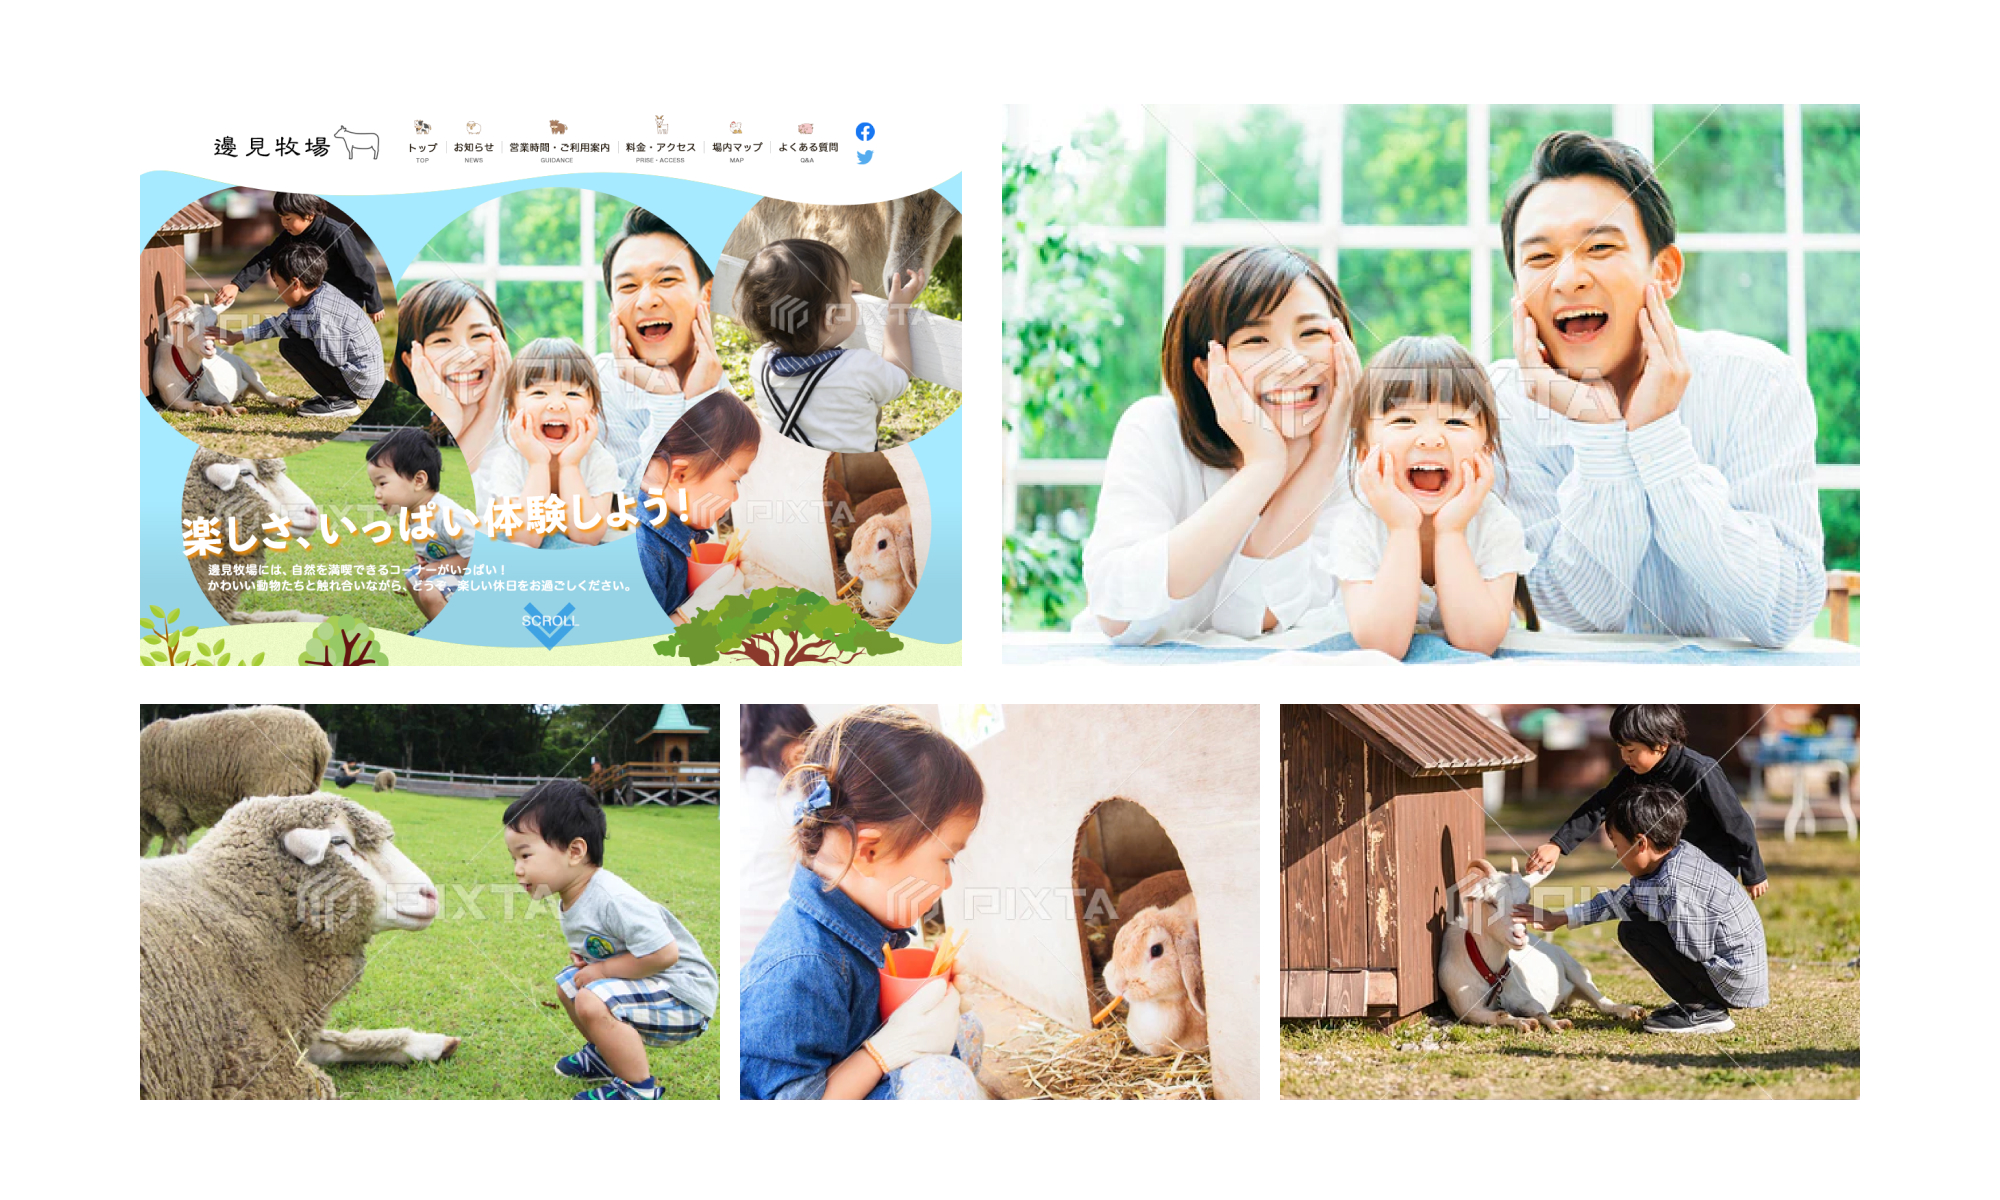 邊見牧場
トップ
TOP
お知らせ
NEWS
営業時間・ご利用案内
GUIDANCE
料金・アクセス
PRISE・ACCESS
場内マップ
MAP
よくある質問
Q&A
PIXTA
PIXTA
PIXTA
PIXTA
楽しさ、いっぱい体験しよう!
邊見牧場には、自然を満喫できるコーナーがいっぱい！
かわいい動物たちと触れ合いながら、どうぞ、楽しい休日をお過ごしください。
SCROLL
PIXTA
PIXTA
PIXTA
PIXTA